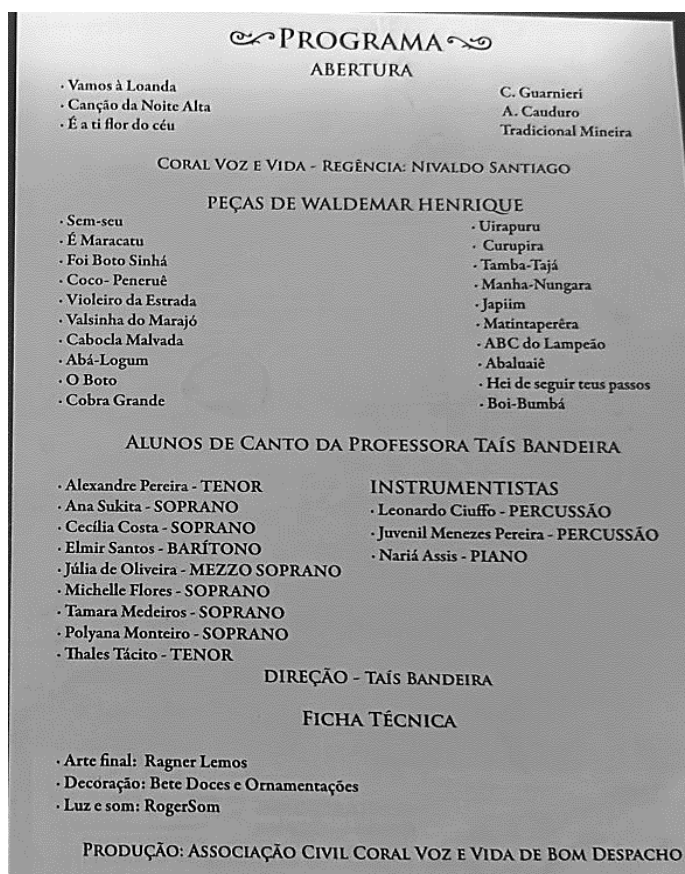 PROGRAMA
ABERTURA
· Vamos à Loanda
· Canção da Noite Alta
· É a ti flor do céu
C. Guarnieri
A. Cauduro
Tradicional Mineira
CORAL VOZ E VIDA - REGÊNCIA: NIVALDO SANTIAGO
PEÇAS DE WALDEMAR HENRIQUE
· Sem-seu
· É Maracatu
· Foi Boto Sinhá
· Coco- Peneruê
· Violeiro da Estrada
· Valsinha do Marajó
· Cabocla Malvada
· Abá-Logum
· O Boto
· Cobra Grande
· Uirapuru
· Curupira
· Tamba-Tajá
· Manha-Nungara
· Japiim
· Matintaperêra
· ABC do Lampeão
· Abaluaiê
· Hei de seguir teus passos
· Boi-Bumbá
ALUNOS DE CANTO DA PROFESSORA TAÍS BANDEIRA
· Alexandre Pereira - TENOR
· Ana Sukita - SOPRANO
· Cecília Costa - SOPRANO
· Elmir Santos - BARÍTONO
· Júlia de Oliveira - MEZZO SOPRANO
· Michelle Flores - SOPRANO
· Tamara Medeiros - SOPRANO
· Polyana Monteiro - SOPRANO
· Thales Tácito - TENOR
INSTRUMENTISTAS
· Leonardo Ciuffo - PERCUSSÃO
· Juvenil Menezes Pereira - PERCUSSÃO
· Nariá Assis - PIANO
DIREÇÃO - TAÍS BANDEIRA
FICHA TÉCNICA
· Arte final: Ragner Lemos
· Decoração: Bete Doces e Ornamentações
· Luz e som: RogerSom
PRODUÇÃO: ASSOCIAÇÃO CIVIL CORAL VOZ E VIDA DE BOM DESPACHO